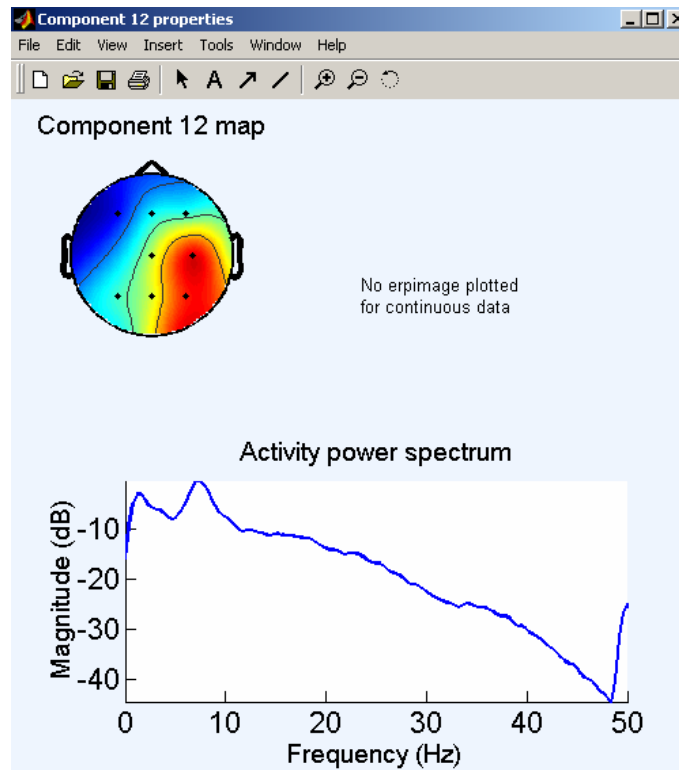 Component 12 properties
File Edit View Insert Tools Window Help
A
Component 12 map
No erpimage plotted
for continuous data
Activity power spectrum
Magnitude (dB)
-10
-20
-30
-40
0 10 20 30 40 50
Frequency (Hz)